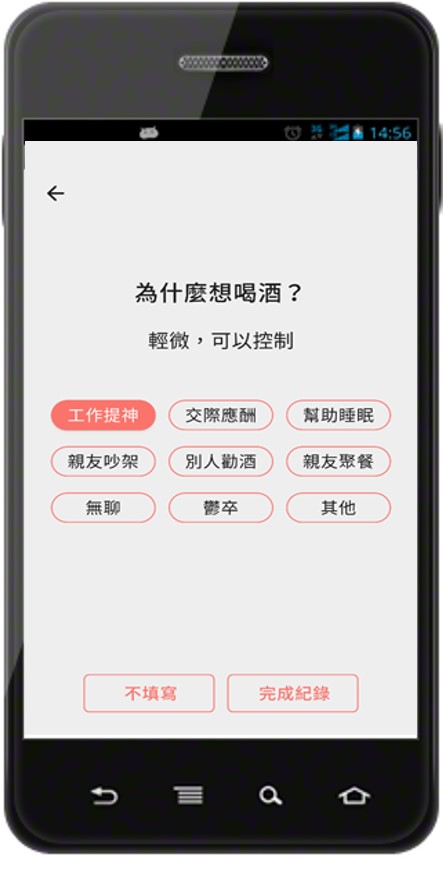 14:56
為什麼想喝酒？
輕微，可以控制
工作提神 交際應酬 幫助睡眠
親友吵架 別人勸酒 親友聚餐
無聊 鬱卒 其他
不填寫 完成紀錄